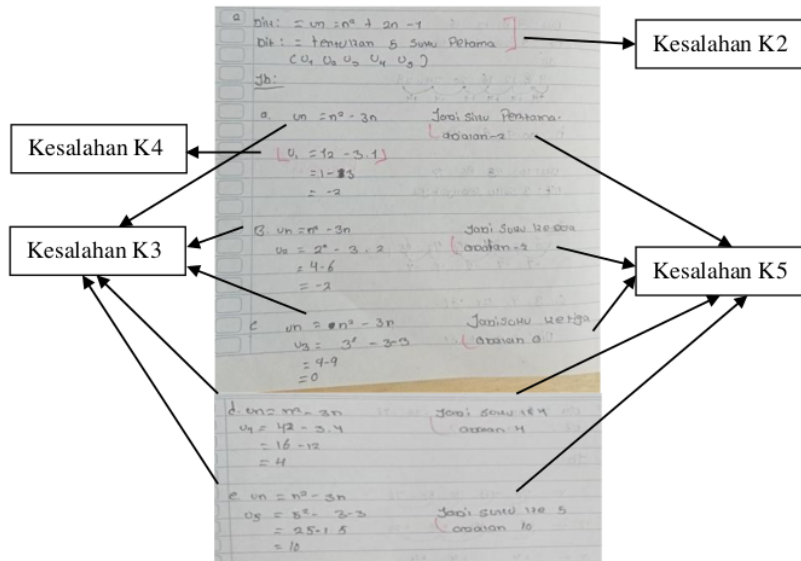 Dik: = un = n² + 2n - 1
Dit: = tentukan 5 suku Pertama
(U₁ U₂ U₃ U₄ U₅)
Jb:
a. un = n² - 3n Jadi suku Pertama
adalah -2
U₁ = 12 - 3.1
= 1 - 3
= -2
B. un = n² - 3n Jadi suku kedua
U₂ = 2² - 3.2 adalah -2
= 4-6
= -2
c un = n² - 3n Jadi suku ketiga
U₃ = 3² - 3-3 adalah 0
= 9-9
= 0
d. un = n² - 3n Jadi suku ke 4
U₄ = 42 - 3.4 adalah 4
= 16 - 12
= 4
e un = n² - 3n Jadi suku ke 5
U₅ = 5² - 3-3 adalah 10
= 25-15
= 10
Kesalahan K2
Kesalahan K4
Kesalahan K3
Kesalahan K5